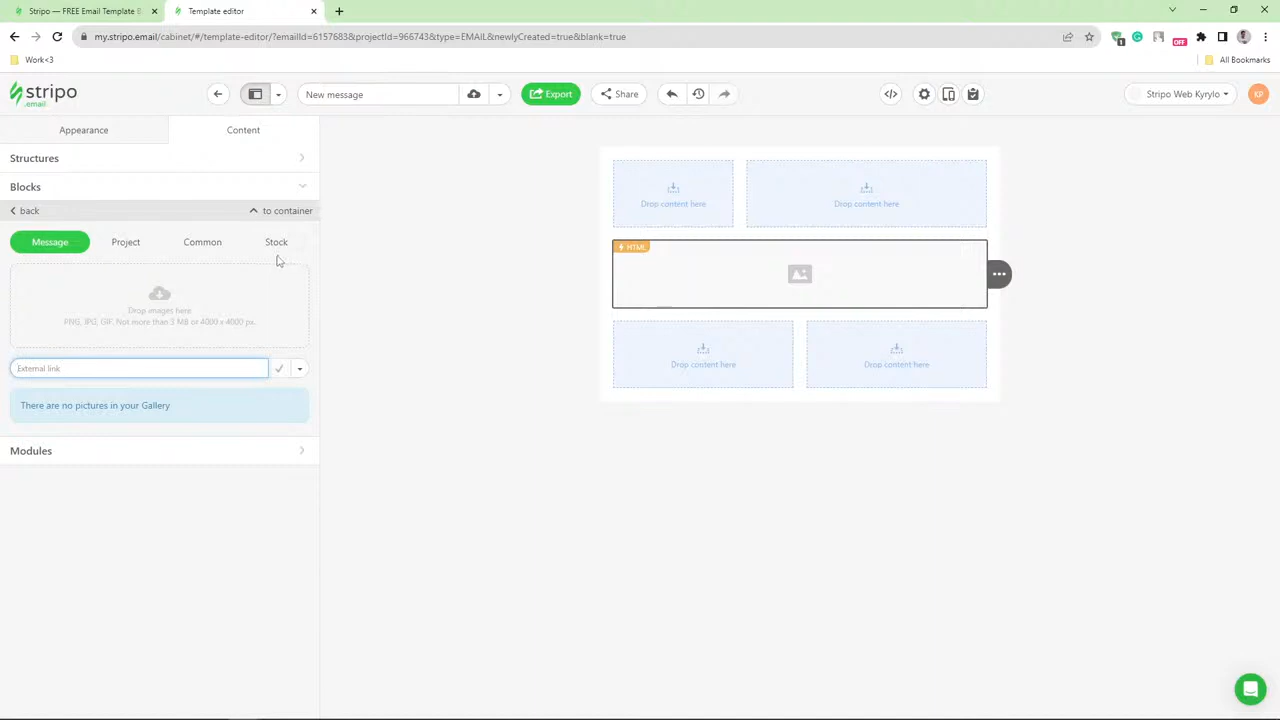 Stripo — FREE Email Template B
Template editor
my.stripo.email/cabinet/#/template-editor/?emailId=6157683&projectId=966743&type=EMAIL&newlyCreated=true&blank=true
1
OFF
Work<3
All Bookmarks
stripo
.email
New message
Export
Share
Stripo Web Kyrylo
KP
Appearance
Content
Structures
Blocks
back
to container
Message
Project
Common
Stock
Drop images here
PNG, JPG, GIF. Not more than 3 MB or 4000 x 4000 px.
External link
There are no pictures in your Gallery
Modules
Drop content here
Drop content here
HTML
Drop content here
Drop content here